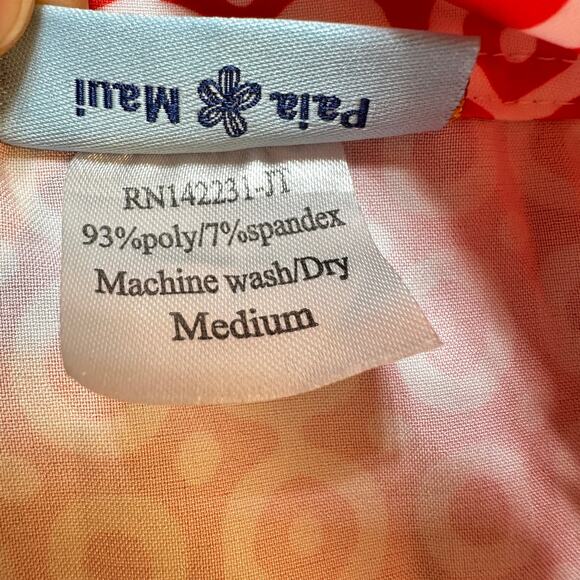 Paia Maui
RN142231-JT
93%poly/7%spandex
Machine wash/Dry
Medium